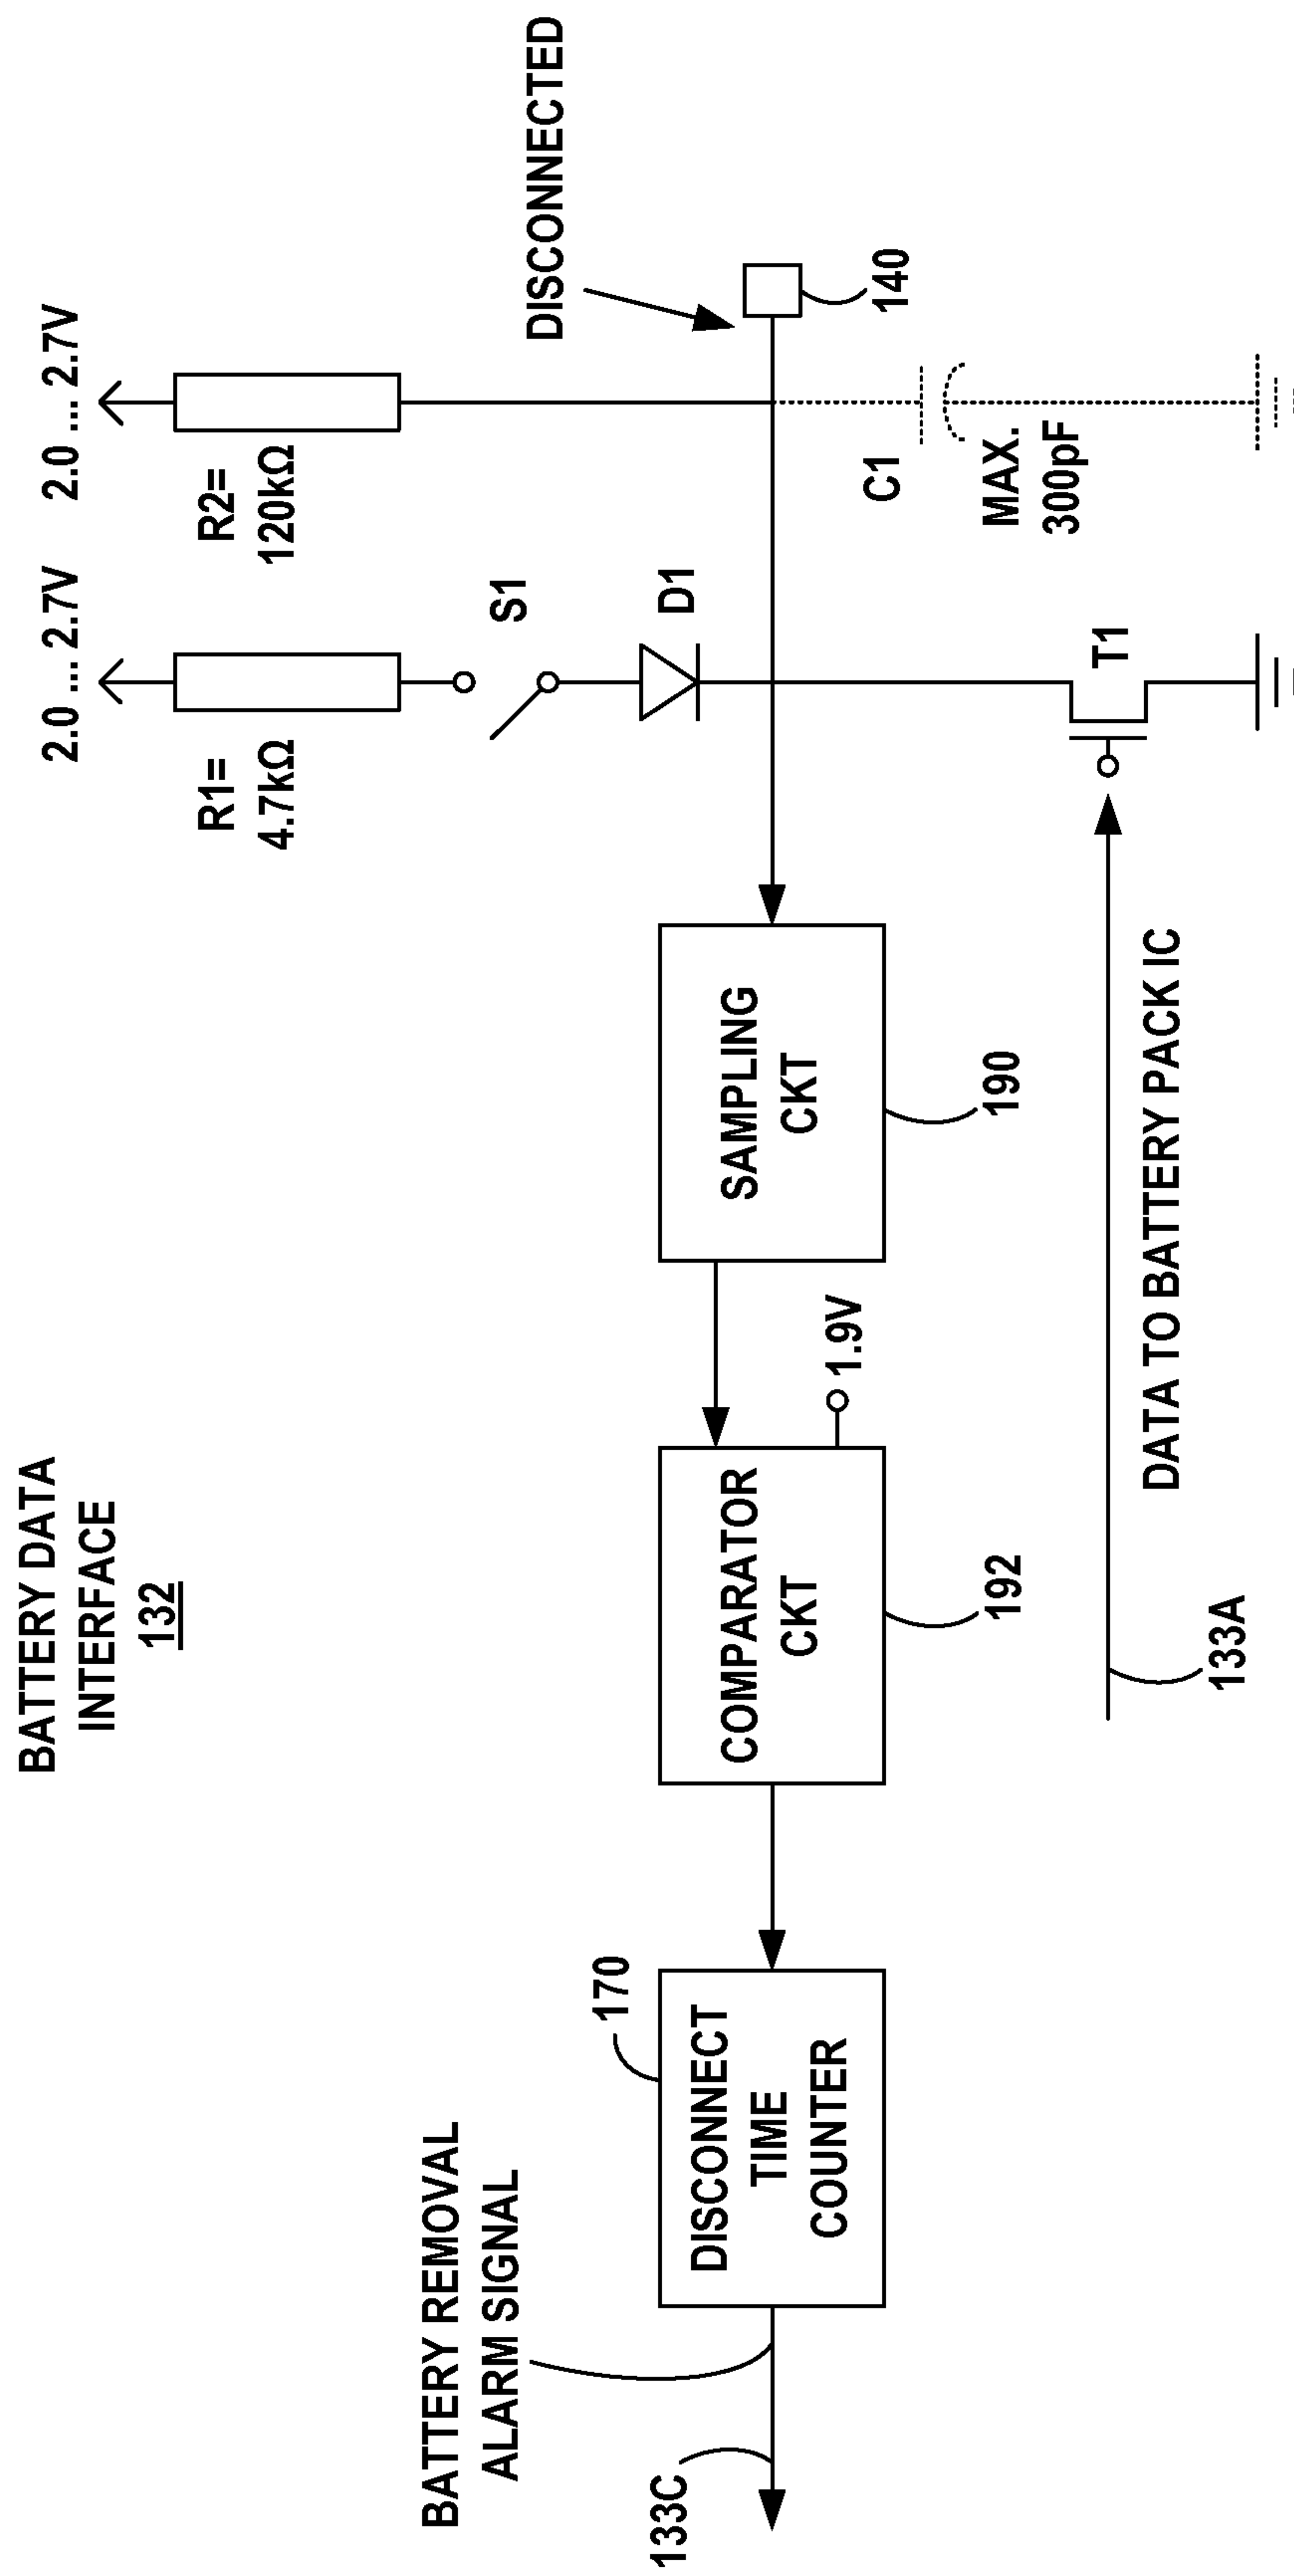 BATTERY DATA
INTERFACE
132
2.0 ... 2.7V
2.0 ... 2.7V
R1=
4.7kΩ
R2=
120kΩ
S1
D1
DISCONNECTED
140
C1
MAX.
300pF
T1
SAMPLING
CKT
190
COMPARATOR
CKT
192
1.9V
DISCONNECT
TIME
COUNTER
170
BATTERY REMOVAL
ALARM SIGNAL
133C
DATA TO BATTERY PACK IC
133A